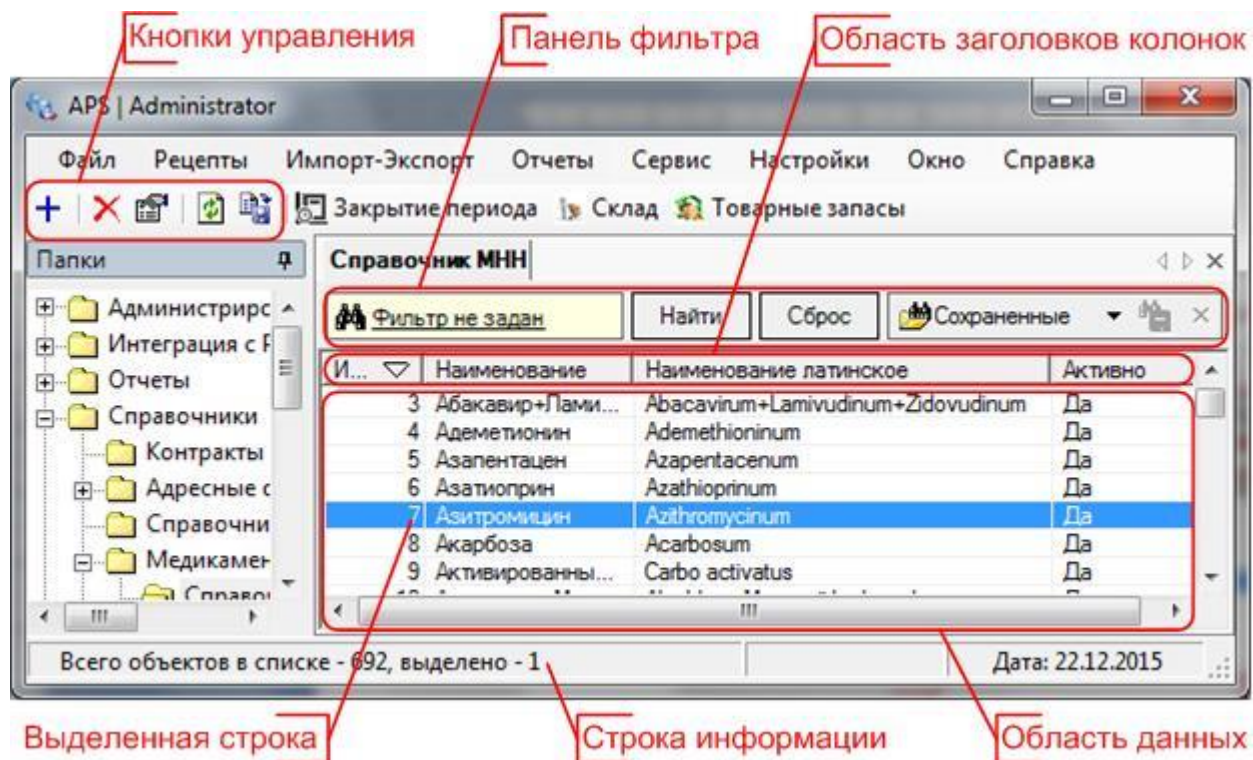 Кнопки управления Панель фильтра Область заголовков колонок
APS | Administrator
Файл Рецепты Импорт-Экспорт Отчеты Сервис Настройки Окно Справка
Закрытие периода Склад Товарные запасы
Папки
Администрирс
Интеграция с F
Отчеты
Справочники
Контракты
Адресные с
Справочни
Медикамен
Справо
Справочник МНН
Фильтр не задан Найти Сброс Сохраненные
И... Наименование Наименование латинское Активно
3 Абакавир+Лами... Abacavirum+Lamivudinum+Zidovudinum Да
4 Адеметионин Ademethioninum Да
5 Азапентацен Azapentacenum Да
6 Азатиоприн Azathioprinum Да
7 Азитромицин Azithromycinum Да
8 Акарбоза Acarbosum Да
9 Активированны... Carbo activatus Да
Всего объектов в списке - 692, выделено - 1 Дата: 22.12.2015
Выделенная строка Строка информации Область данных